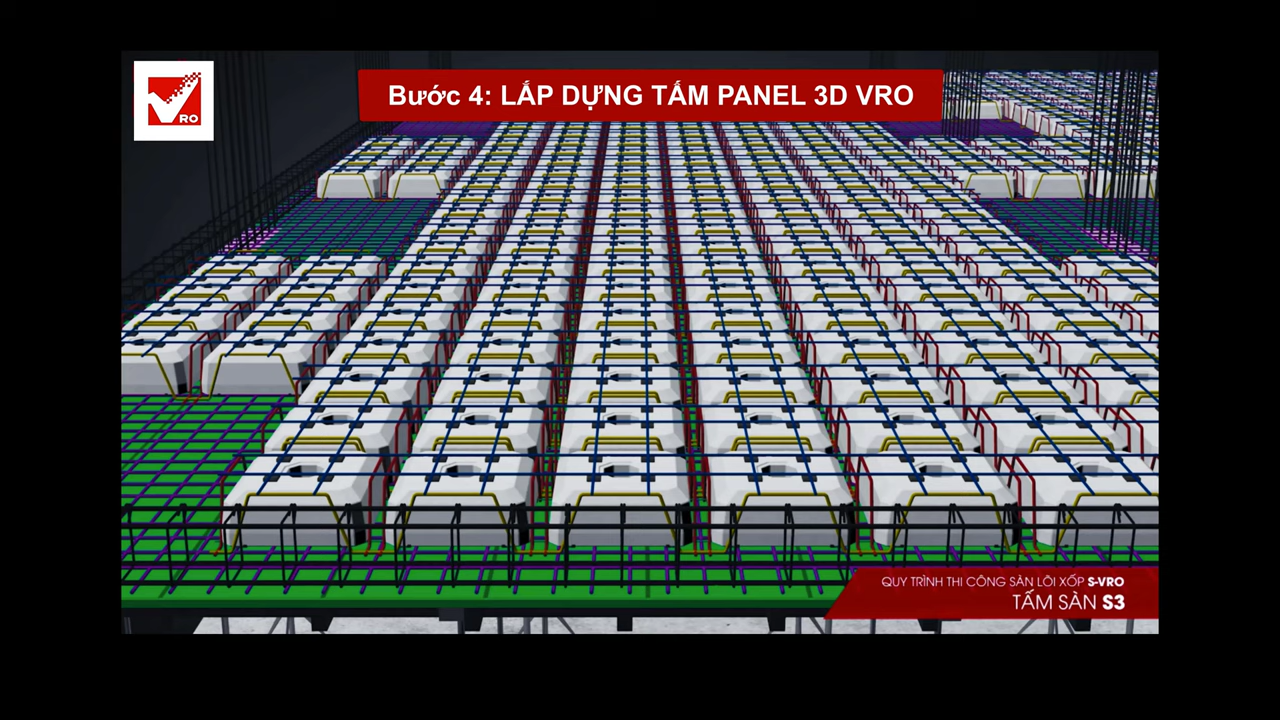 RO
Bước 4: LẮP DỰNG TẤM PANEL 3D VRO
QUY TRÌNH THI CÔNG SÀN LÕI XỐP S-VRO
TẤM SÀN S3